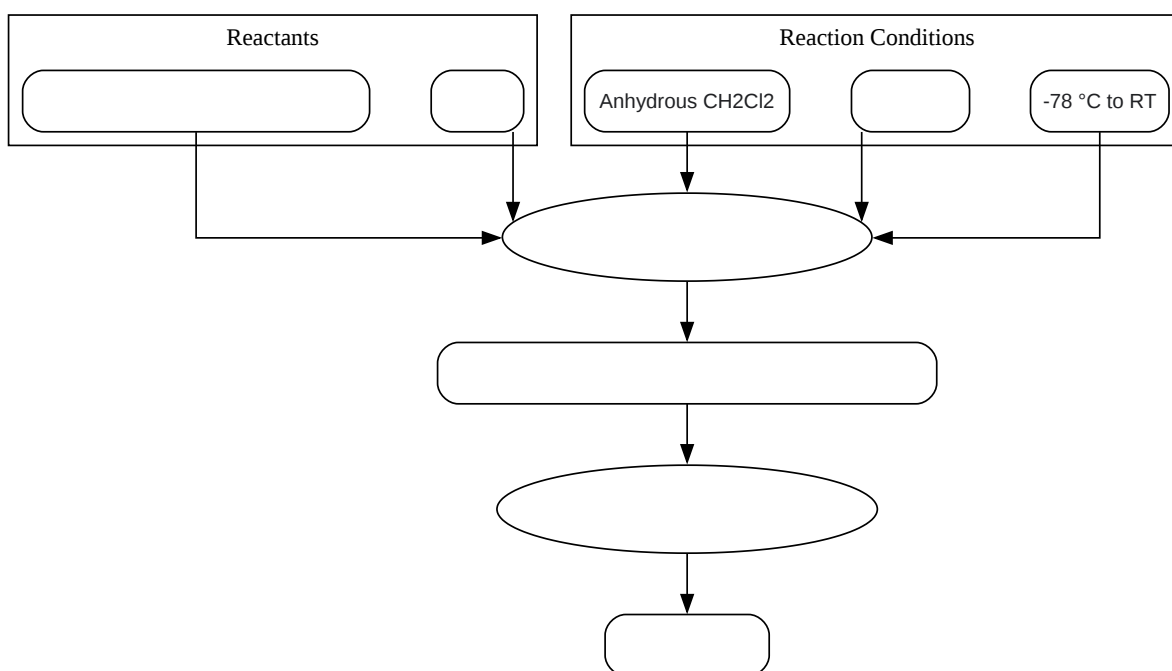 Reactants
Reaction Conditions
Anhydrous CH2Cl2
-78 °C to RT